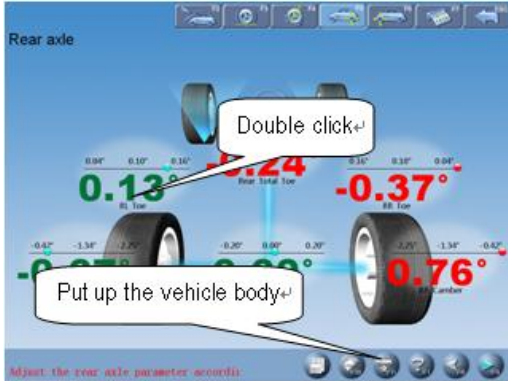 Rear axle
Double click
0.04° 0.10° 0.16°
0.16° 0.10° 0.04°
0.13°
-0.24
-0.37°
RL Toe
Rear Total Toe
RR Toe
-0.42° -1.34° -2.25°
-0.20° 0.00° 0.20°
-2.25° -1.34° -0.42°
0.76°
Camber
Put up the vehicle body
Adjust the rear axle parameter accordin